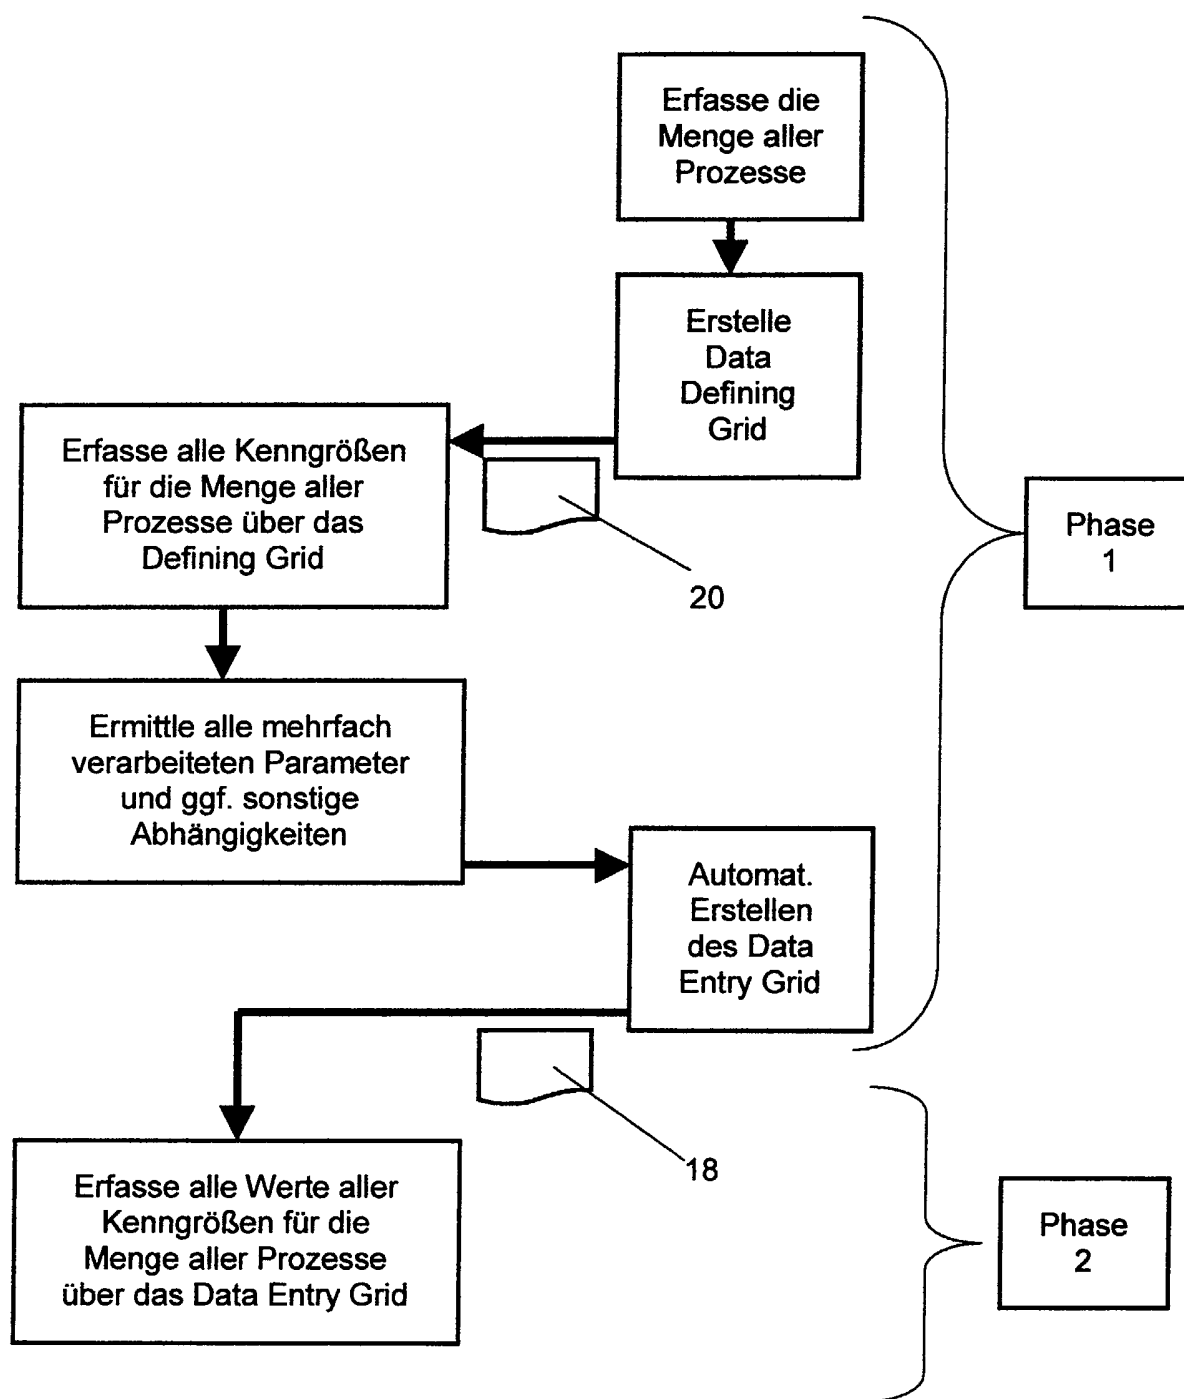 Erfasse die
Menge aller
Prozesse
Erstelle
Data
Defining
Grid
Erfasse alle Kenngrößen
für die Menge aller
Prozesse über das
Defining Grid
20
Phase
1
Ermittle alle mehrfach
verarbeiteten Parameter
und ggf. sonstige
Abhängigkeiten
Automat.
Erstellen
des Data
Entry Grid
18
Erfasse alle Werte aller
Kenngrößen für die
Menge aller Prozesse
über das Data Entry Grid
Phase
2